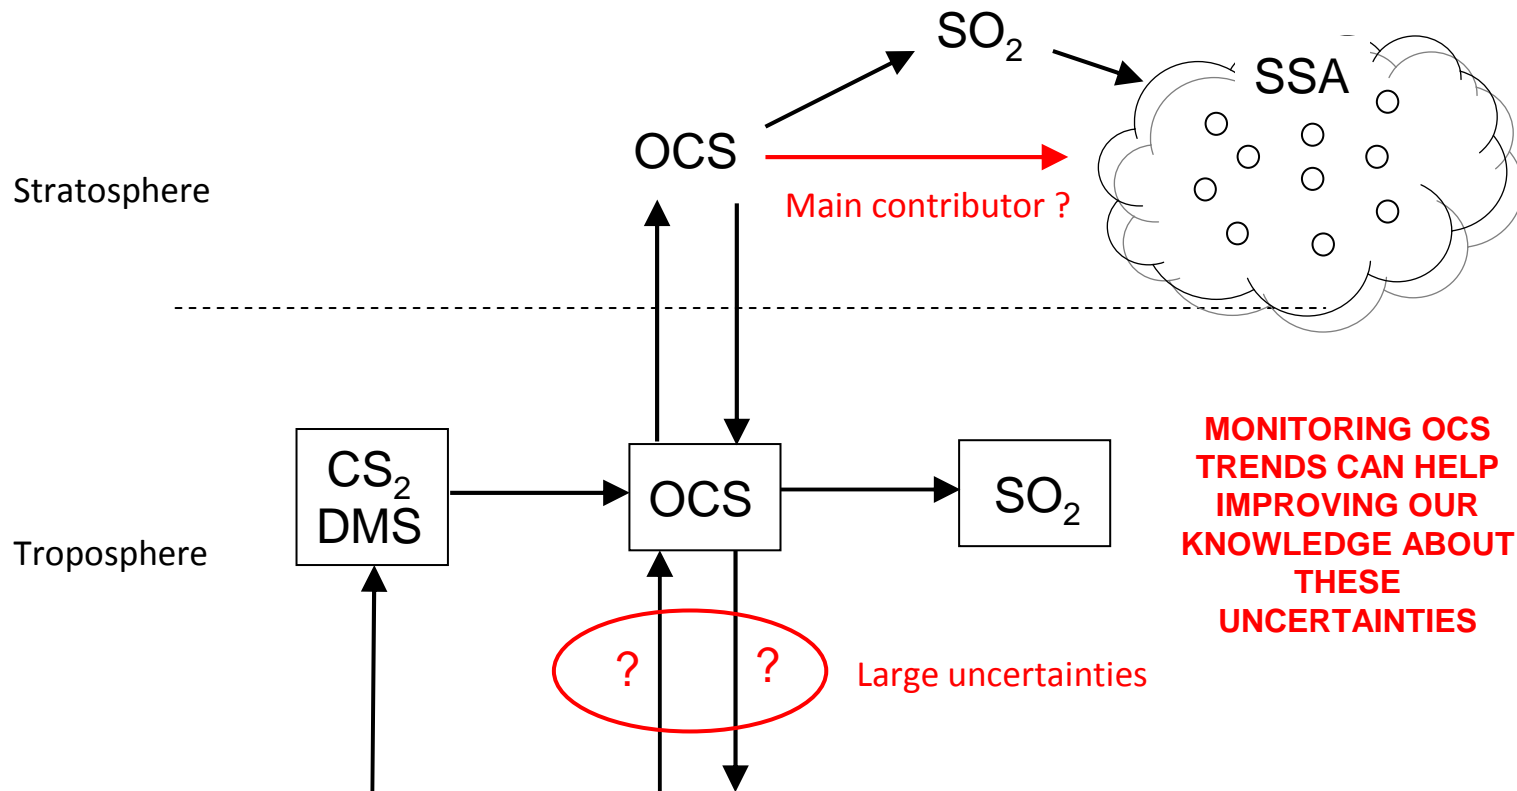 SO₂
SSA
OCS
Stratosphere
Main contributor ?
CS₂
DMS
OCS
SO₂
MONITORING OCS
TRENDS CAN HELP
IMPROVING OUR
KNOWLEDGE ABOUT
THESE
UNCERTAINTIES
Troposphere
?
?
Large uncertainties